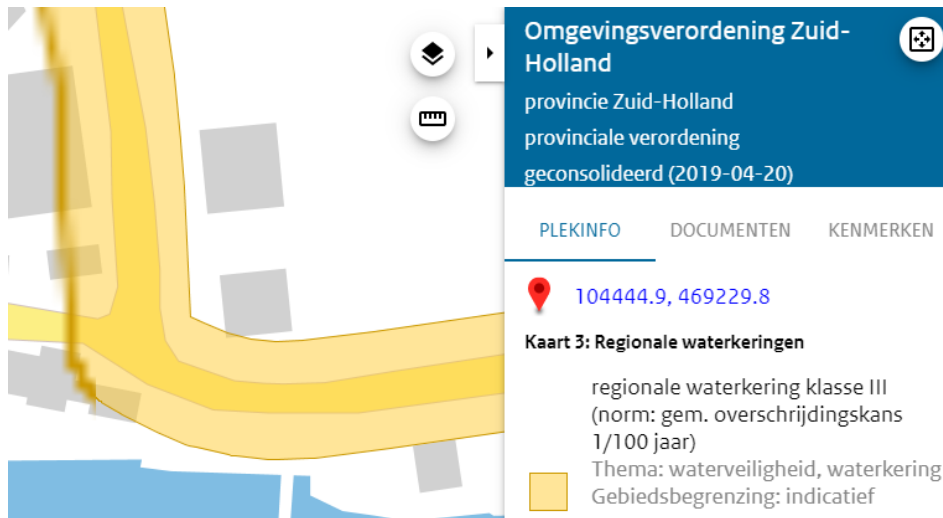 Omgevingsverordening Zuid-
Holland
provincie Zuid-Holland
provinciale verordening
geconsolideerd (2019-04-20)
PLEKINFO DOCUMENTEN KENMERKEN
104444.9, 469229.8
Kaart 3: Regionale waterkeringen
regionale waterkering klasse III
(norm: gem. overschrijdingskans
1/100 jaar)
Thema: waterveiligheid, waterkering
Gebiedsbegrenzing: indicatief